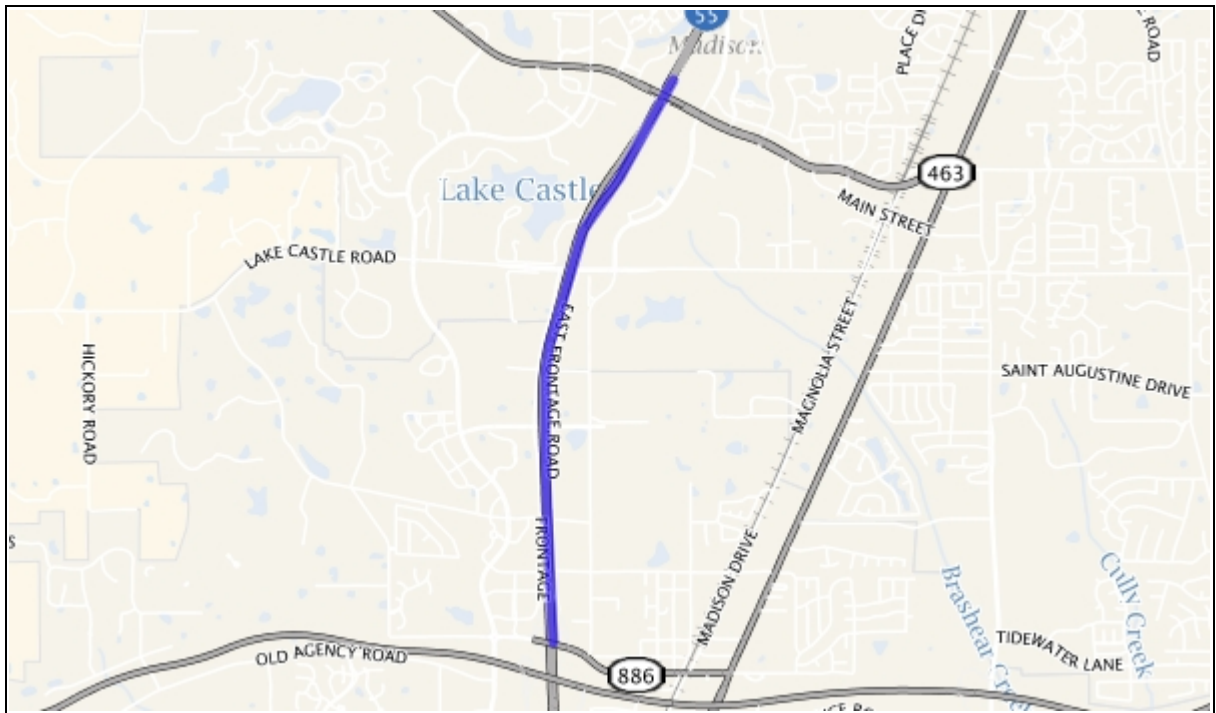 55
Madison
PLACE D
ROAD
463
MAIN STREET
Lake Castle
LAKE CASTLE ROAD
EAST FRONTAGE ROAD
MAGNOLIA STREET
HICKORY ROAD
SAINT AUGUSTINE DRIVE
FRONTAGE
S
MADISON DRIVE
Brashear Creek
Cully Creek
TIDEWATER LANE
OLD AGENCY ROAD
886